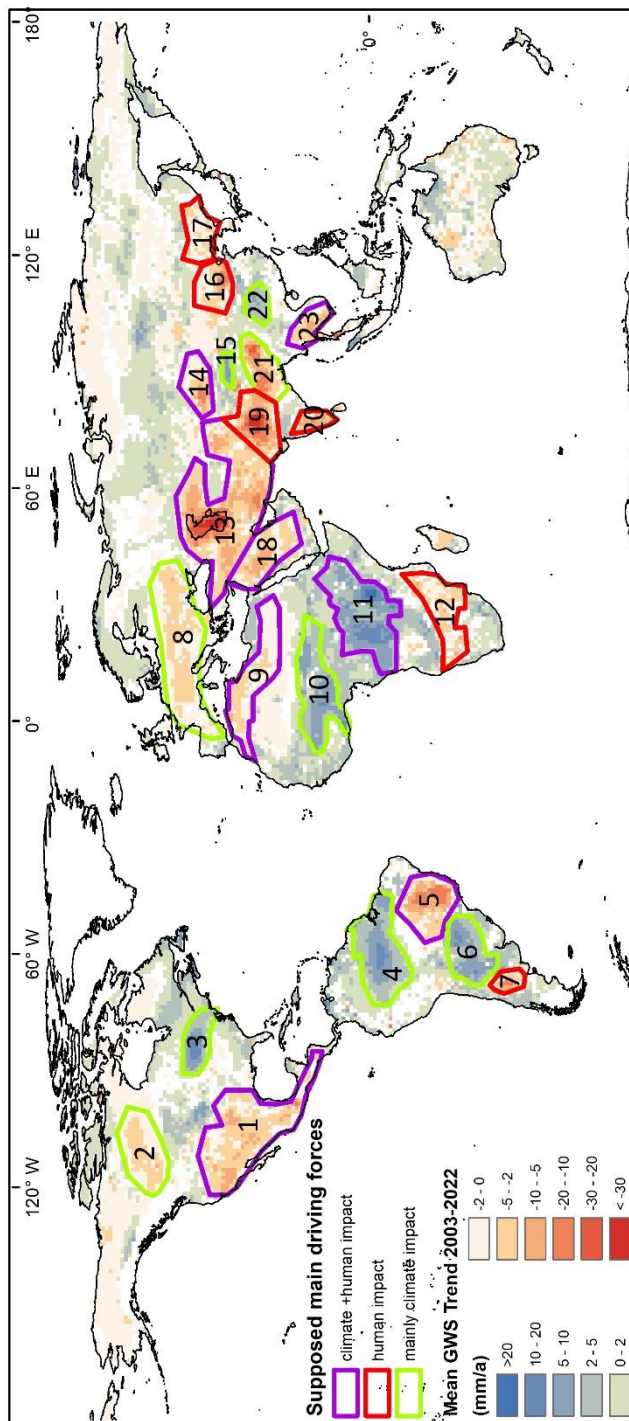 120° W
60° W
0°
60° E
120° E
180°
0°
1
2
3
4
5
6
7
8
9
10
11
12
13
14
15
16
17
18
19
20
21
22
23
Supposed main driving forces
climate +human impact
human impact
mainly climate impact
Mean GWS Trend 2003-2022
(mm/a)
>20
10 - 20
5 - 10
2 - 5
0 - 2
-2 - 0
-5 - -2
-10 - -5
-20 - -10
-30 - -20
< -30